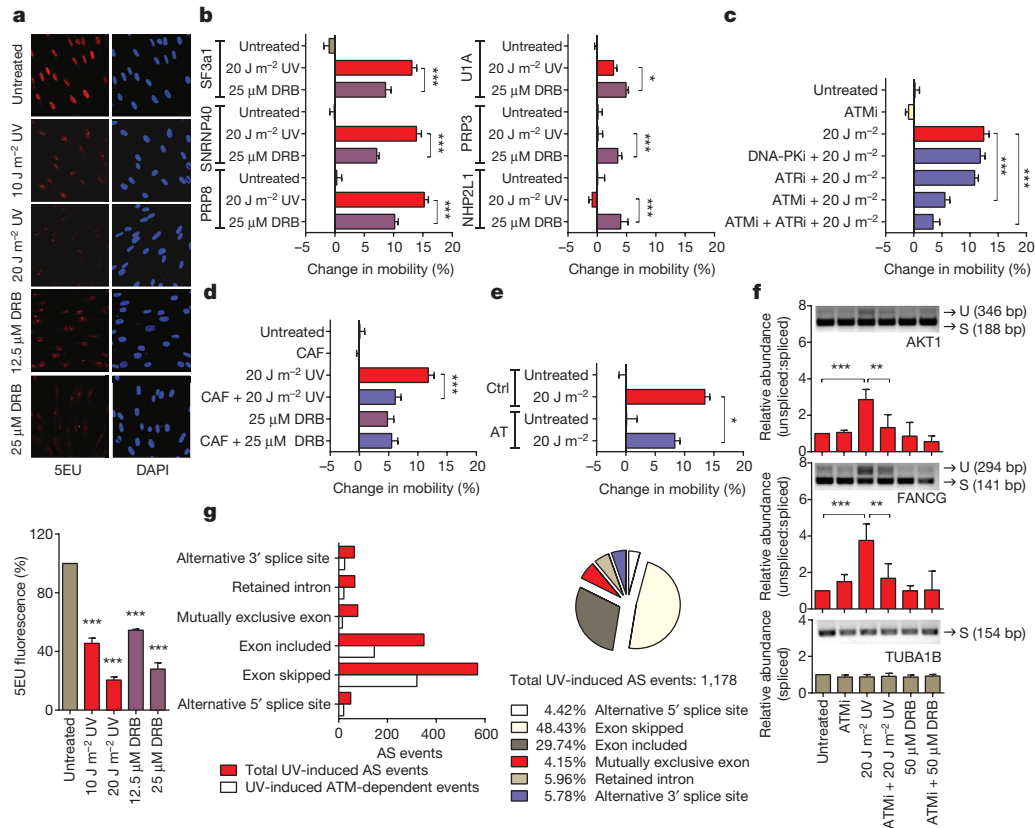 a
Untreated
10 J m⁻² UV
20 J m⁻² UV
12.5 μM DRB
25 μM DRB
5EU
DAPI
5EU fluorescence (%)
120
80
40
0
***
***
***
***
Untreated
10 J m⁻² UV
20 J m⁻² UV
12.5 μM DRB
25 μM DRB
b
SF3a1
Untreated
20 J m⁻² UV
25 μM DRB
***
SNRNP40
Untreated
20 J m⁻² UV
25 μM DRB
***
PRP8
Untreated
20 J m⁻² UV
25 μM DRB
***
−5 0 5 10 15 20
Change in mobility (%)
U1A
Untreated
20 J m⁻² UV
25 μM DRB
*
PRP3
Untreated
20 J m⁻² UV
25 μM DRB
***
NHP2L1
Untreated
20 J m⁻² UV
25 μM DRB
***
−5 0 5 10 15 20
Change in mobility (%)
c
Untreated
ATMi
20 J m⁻²
DNA-PKi + 20 J m⁻²
ATRi + 20 J m⁻²
ATMi + 20 J m⁻²
ATMi + ATRi + 20 J m⁻²
***
***
−5 0 5 10 15 20
Change in mobility (%)
d
Untreated
CAF
20 J m⁻² UV
CAF + 20 J m⁻² UV
25 μM DRB
CAF + 25 μM DRB
***
−5 0 5 10 15 20
Change in mobility (%)
e
Ctrl
Untreated
20 J m⁻²
AT
Untreated
20 J m⁻²
*
−5 0 5 10 15 20
Change in mobility (%)
f
Relative abundance
(unspliced:spliced)
8
4
2
0
U (346 bp)
S (188 bp)
AKT1
*** **
Relative abundance
(unspliced:spliced)
8
4
2
0
U (294 bp)
S (141 bp)
FANCG
*** **
Relative abundance
(spliced)
4
2
0
S (154 bp)
TUBA1B
Untreated
ATMi
20 J m⁻² UV
ATMi + 20 J m⁻² UV
50 μM DRB
ATMi + 50 μM DRB
g
Alternative 3′ splice site
Retained intron
Mutually exclusive exon
Exon included
Exon skipped
Alternative 5′ splice site
0 200 400 600
AS events
Total UV-induced AS events
UV-induced ATM-dependent events
Total UV-induced AS events: 1,178
4.42% Alternative 5′ splice site
48.43% Exon skipped
29.74% Exon included
4.15% Mutually exclusive exon
5.96% Retained intron
5.78% Alternative 3′ splice site